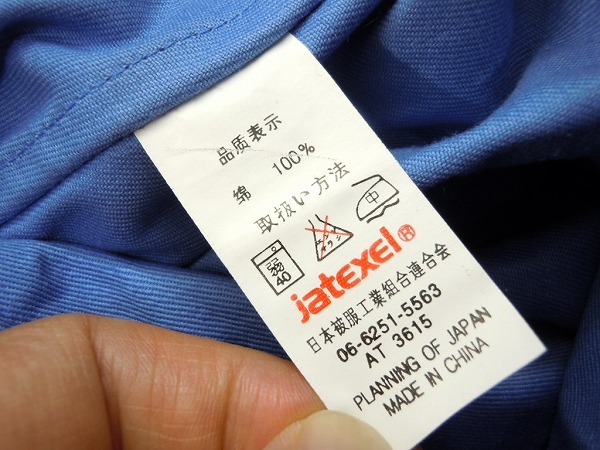 品质表示
綿 100%
取扱い方法
弱
40
エンソ
サラシ
中
jatexel®
日本被服工業組合連合会
06-6251-5563
AT 3615
PLANNING OF JAPAN
MADE IN CHINA